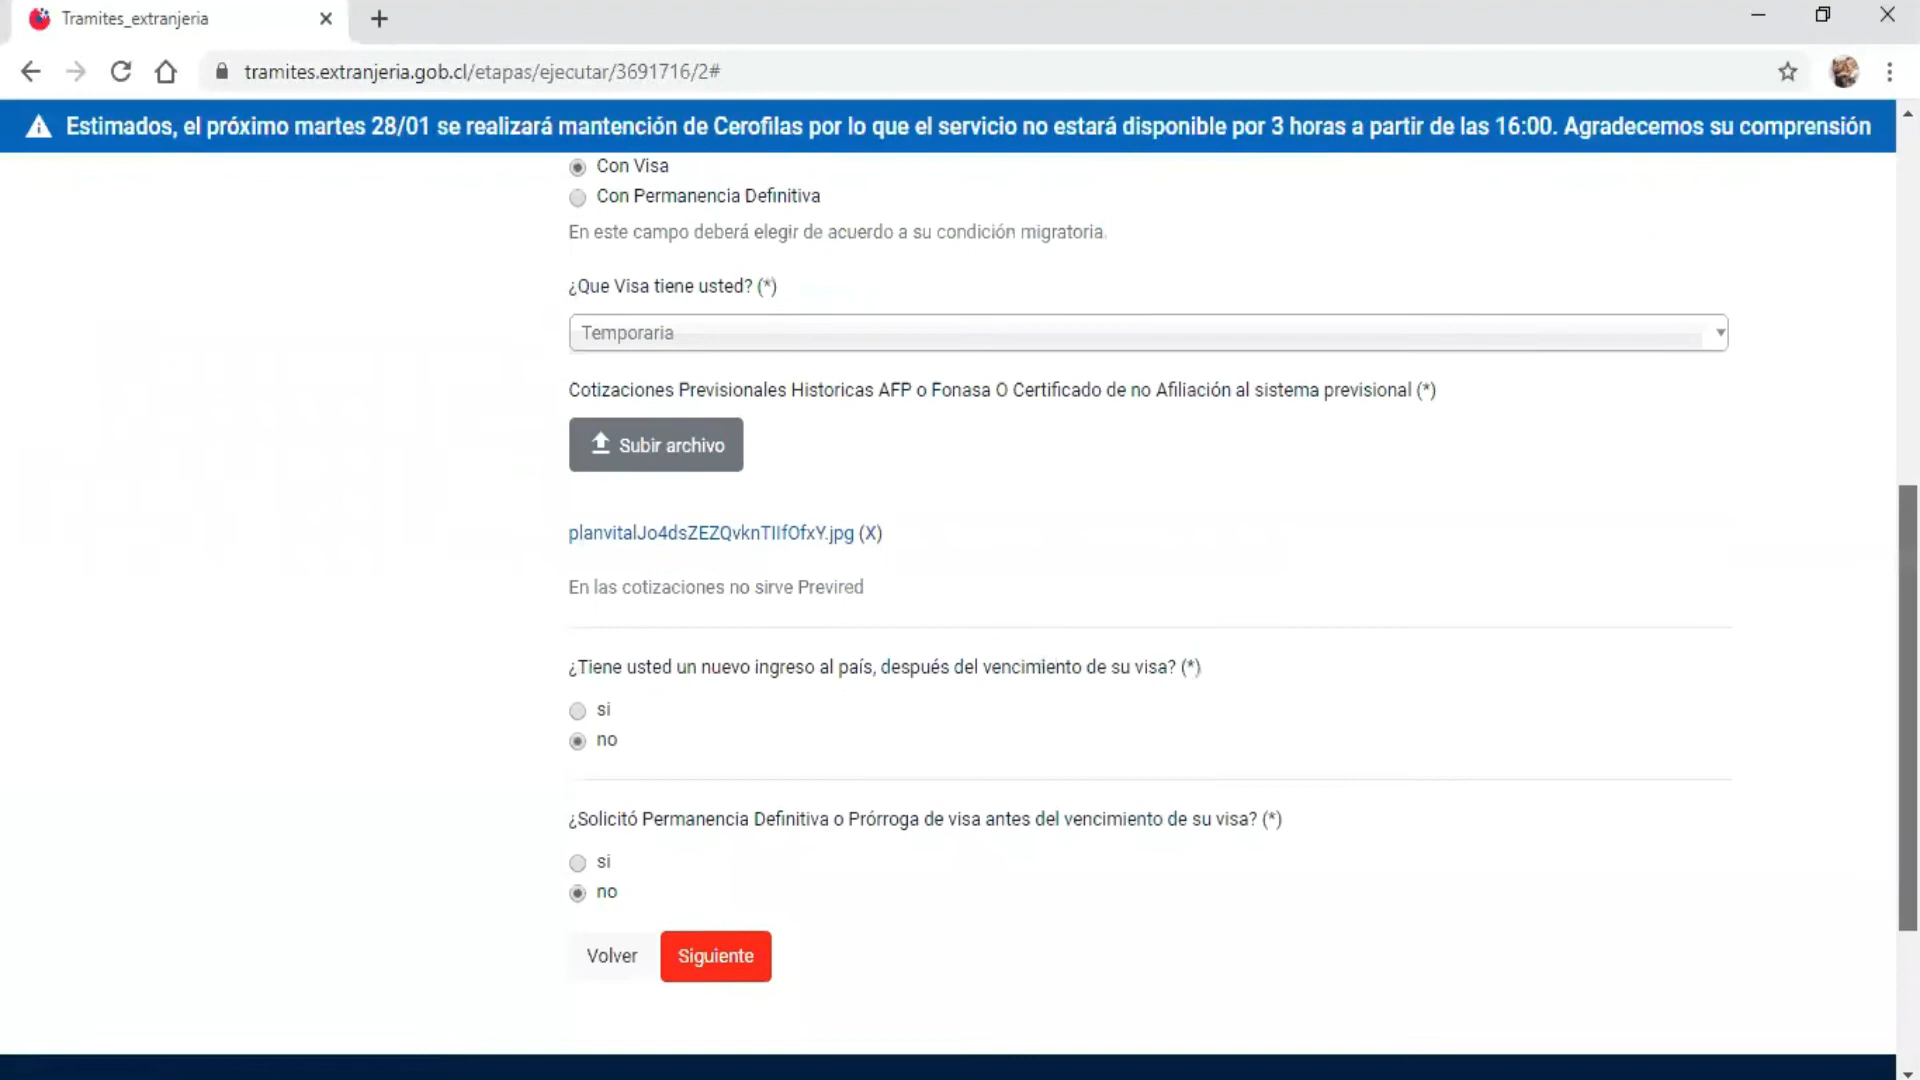 Tramites_extranjeria
tramites.extranjeria.gob.cl/etapas/ejecutar/3691716/2#
Estimados, el próximo martes 28/01 se realizará mantención de Cerofilas por lo que el servicio no estará disponible por 3 horas a partir de las 16:00. Agradecemos su comprensión
Con Visa
Con Permanencia Definitiva
En este campo deberá elegir de acuerdo a su condición migratoria.
¿Que Visa tiene usted? (*)
Temporaria
Cotizaciones Previsionales Historicas AFP o Fonasa O Certificado de no Afiliación al sistema previsional (*)
Subir archivo
planvitalJo4dsZEZQvknTIIfOfxY.jpg (X)
En las cotizaciones no sirve Previred
¿Tiene usted un nuevo ingreso al país, después del vencimiento de su visa? (*)
si
no
¿Solicitó Permanencia Definitiva o Prórroga de visa antes del vencimiento de su visa? (*)
si
no
Volver Siguiente